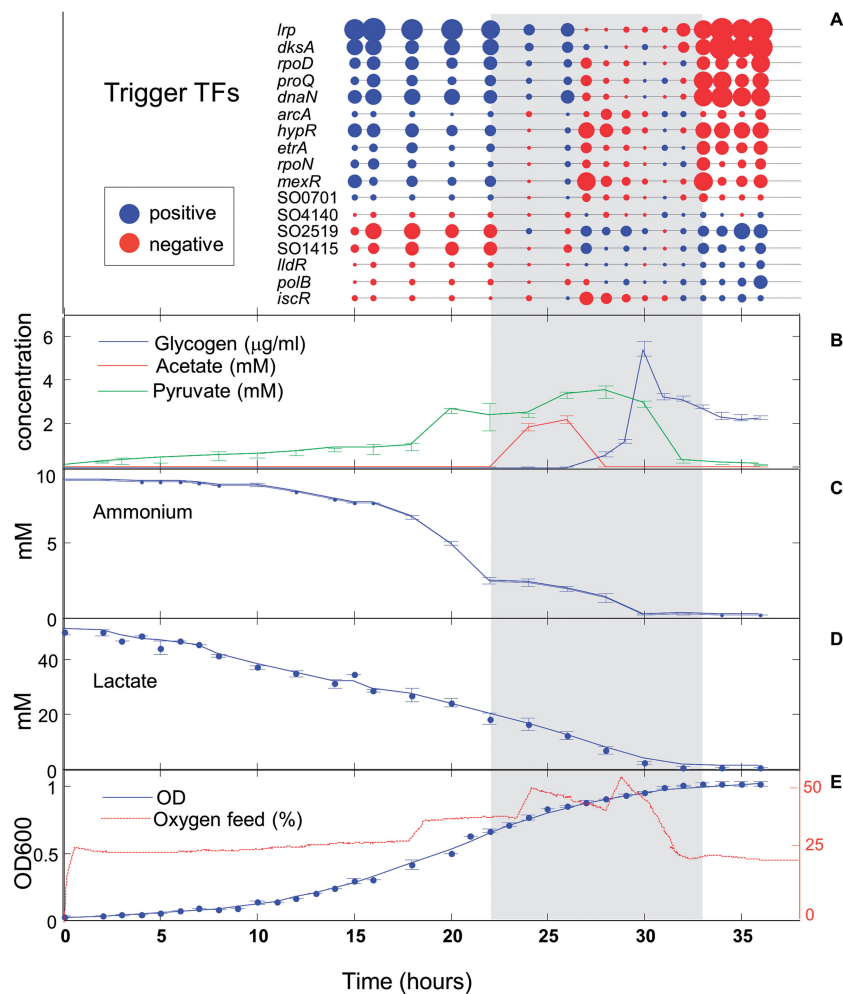 A
lrp
dksA
rpoD
Trigger TFs
proQ
dnaN
arcA
hypR
etrA
rpoN
mexR
positive
SO0701
SO4140
negative
SO2519
SO1415
lldR
polB
iscR
B
6
Glycogen (μg/ml)
Acetate (mM)
4
Pyruvate (mM)
concentration
2
10
C
Ammonium
mM
5
0
D
40
Lactate
mM
20
0
E
1
OD
50
Oxygen feed (%)
OD600
0.5
25
0
0
0 5 10 15 20 25 30 35
Time (hours)